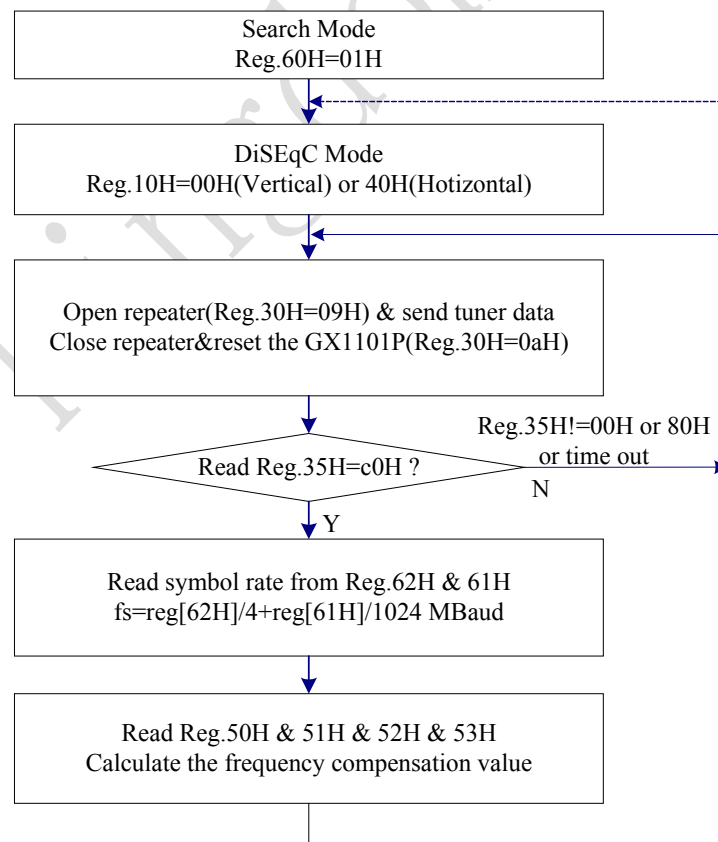 Search Mode
Reg.60H=01H
DiSEqC Mode
Reg.10H=00H(Vertical) or 40H(Hotizontal)
Open repeater(Reg.30H=09H) & send tuner data
Close repeater&reset the GX1101P(Reg.30H=0aH)
Reg.35H!=00H or 80H
or time out
Read Reg.35H=c0H ?
N
Y
Read symbol rate from Reg.62H & 61H
fs=reg[62H]/4+reg[61H]/1024 MBaud
Read Reg.50H & 51H & 52H & 53H
Calculate the frequency compensation value